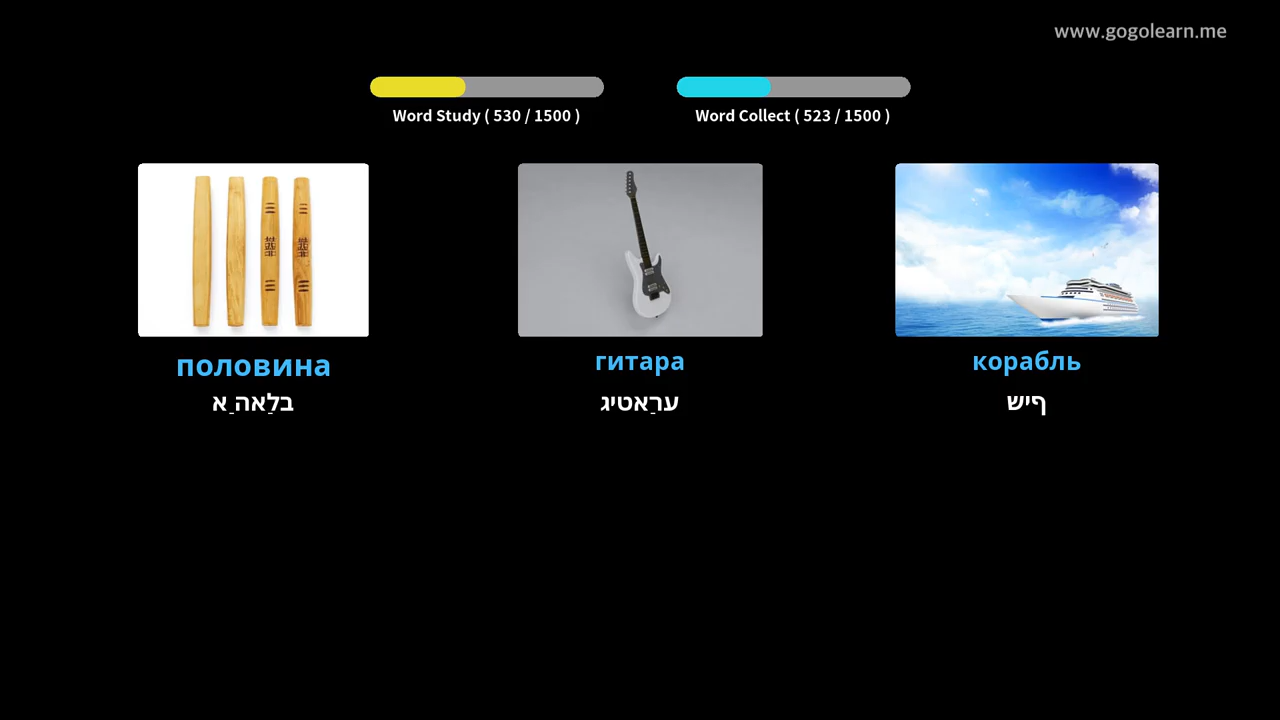 www.gogolearn.me
Word Study ( 530 / 1500 )
Word Collect ( 523 / 1500 )
половина
בלַאה ַא
гитара
ערַאטיג
корабль
ףיש